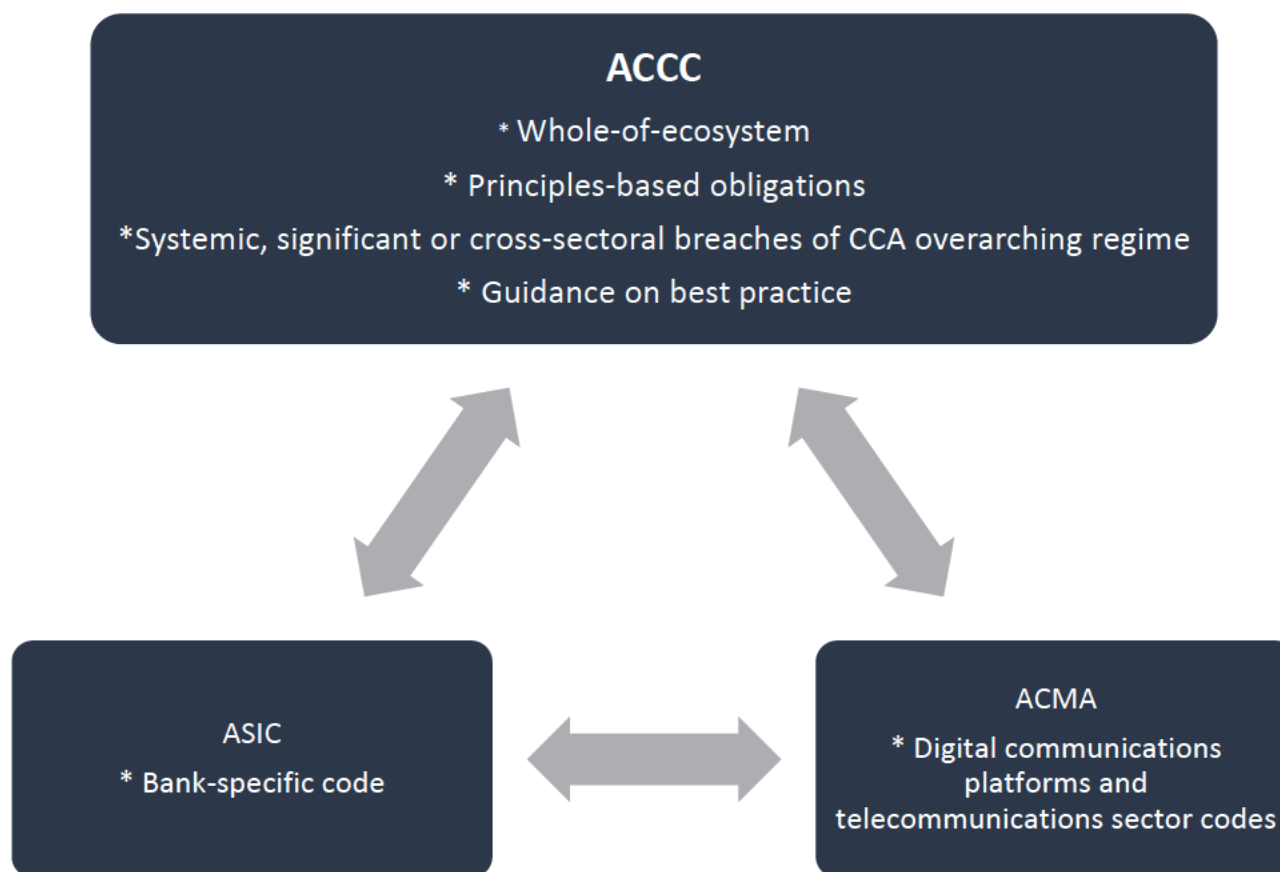 ACCC
* Whole-of-ecosystem
* Principles-based obligations
*Systemic, significant or cross-sectoral breaches of CCA overarching regime
* Guidance on best practice
ASIC
* Bank-specific code
ACMA
* Digital communications
platforms and
telecommunications sector codes